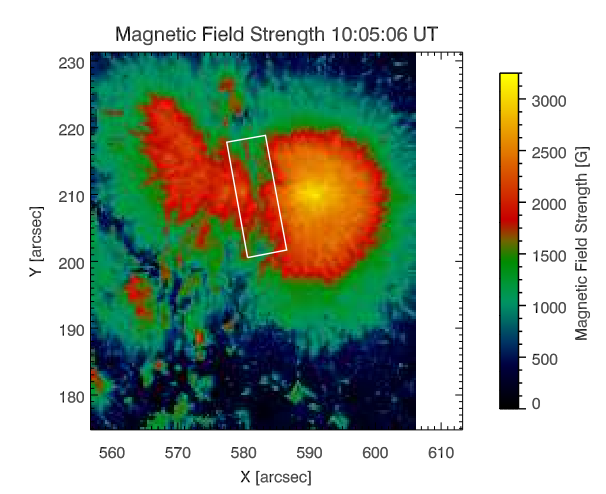 Magnetic Field Strength 10:05:06 UT
230
220
210
200
190
180
Y [arcsec]
560 570 580 590 600 610
X [arcsec]
3000
2500
2000
1500
1000
500
0
Magnetic Field Strength [G]